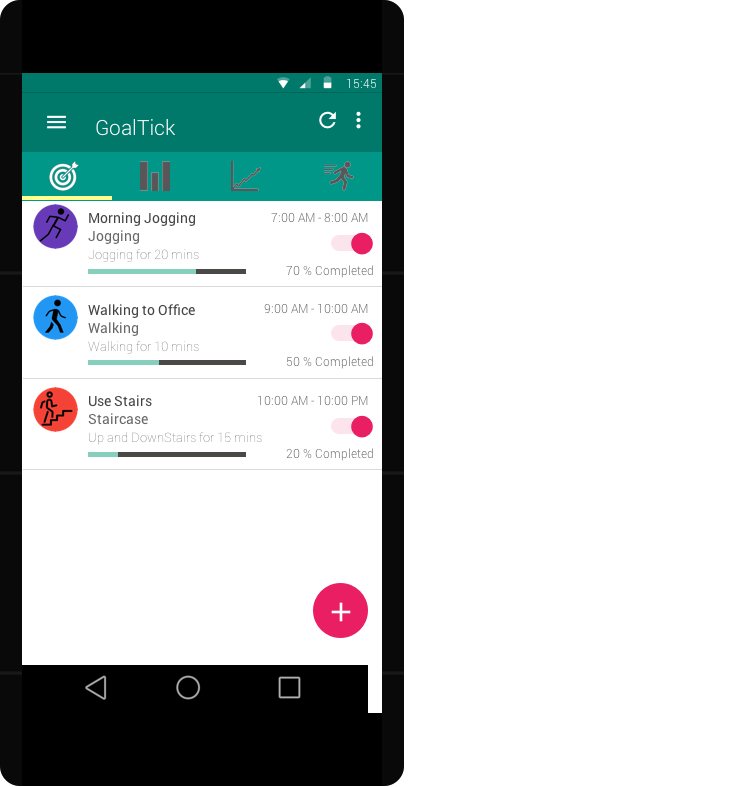 15:45
GoalTick
Morning Jogging
7:00 AM - 8:00 AM
Jogging
Jogging for 20 mins
70 % Completed
Walking to Office
9:00 AM - 10:00 AM
Walking
Walking for 10 mins
50 % Completed
Use Stairs
10:00 AM - 10:00 PM
Staircase
Up and DownStairs for 15 mins
20 % Completed